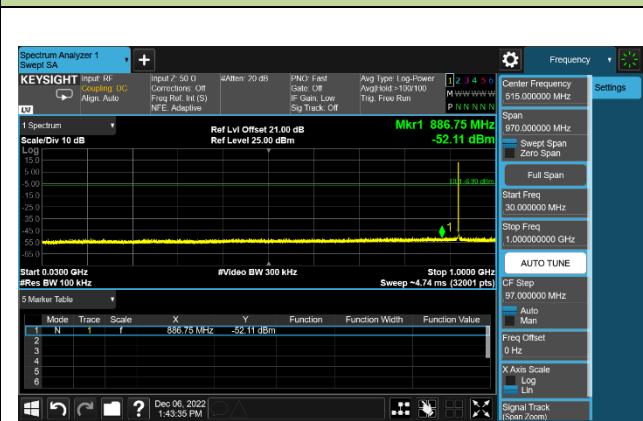 Spectrum Analyzer 1
Swept SA
+
Frequency
KEYSIGHT
Input: RF
Coupling: DC
Align: Auto
Input Z: 50 Ω
Corrections: Off
Freq Ref: Int (S)
NFE: Adaptive
#Atten: 20 dB
PNO: Fast
Gate: Off
IF Gain: Low
Sig Track: Off
Avg Type: Log-Power
Avg|Hold:>100/100
Trig: Free Run
1 2 3 4 5 6
M W W W W W
P N N N N N
LXI
1 Spectrum
Scale/Div 10 dB
Ref Lvl Offset 21.00 dB
Ref Level 25.00 dBm
Mkr1 886.75 MHz
-52.11 dBm
Log
15.0
5.00
-5.00
-15.0
-25.0
-35.0
-45.0
-55.0
-65.0
DL1 -6.90 dBm
1
Start 0.0300 GHz
#Res BW 100 kHz
#Video BW 300 kHz
Stop 1.0000 GHz
Sweep ~4.74 ms (32001 pts)
5 Marker Table
Mode Trace Scale X Y Function Function Width Function Value
1 N 1 f 886.75 MHz -52.11 dBm
2
3
4
5
6
Dec 06, 2022
1:43:35 PM
?
Center Frequency
515.000000 MHz
Settings
Span
970.000000 MHz
Swept Span
Zero Span
Full Span
Start Freq
30.000000 MHz
Stop Freq
1.000000000 GHz
AUTO TUNE
CF Step
97.000000 MHz
Auto
Man
Freq Offset
0 Hz
X Axis Scale
Log
Lin
Signal Track
(Span Zoom)